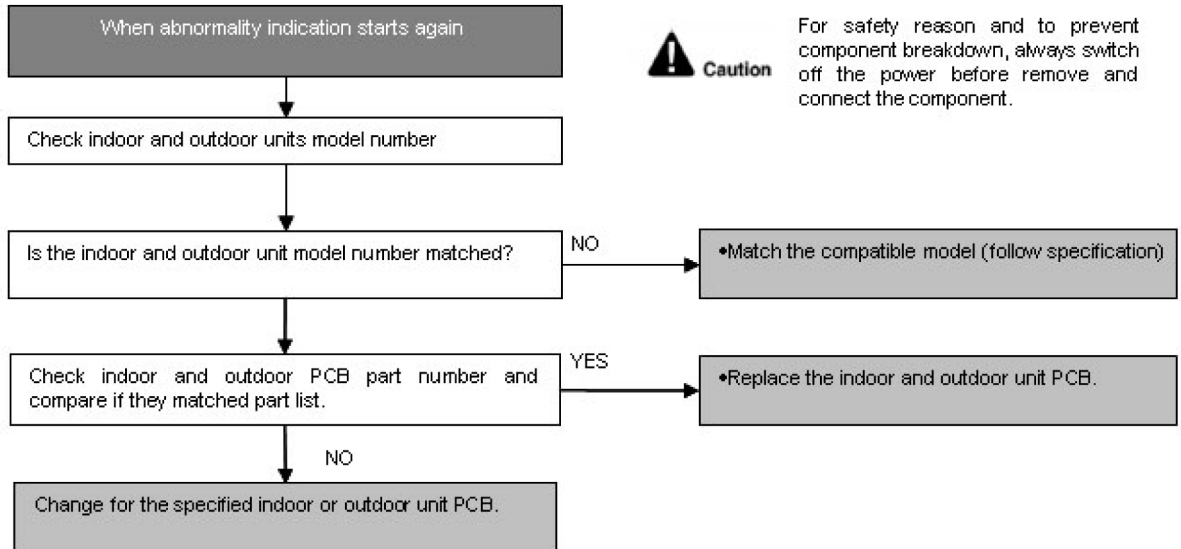 When abnormality indication starts again
Caution
For safety reason and to prevent
component breakdown, always switch
off the power before remove and
connect the component.
Check indoor and outdoor units model number
Is the indoor and outdoor unit model number matched?
NO
•Match the compatible model (follow specification)
Check indoor and outdoor PCB part number and
compare if they matched part list.
YES
•Replace the indoor and outdoor unit PCB.
NO
Change for the specified indoor or outdoor unit PCB.